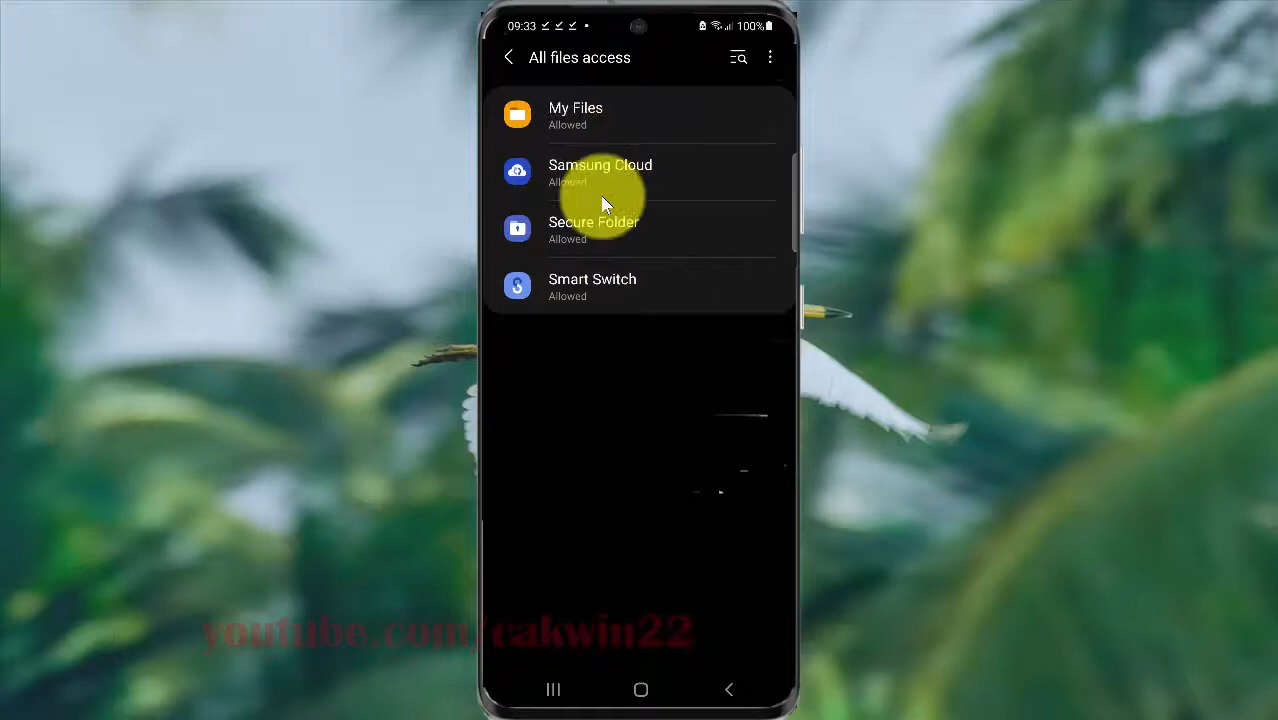 09:33 100%
All files access
My Files
Allowed
Samsung Cloud
Allowed
Secure Folder
Allowed
Smart Switch
Allowed
youtube.com/cakwin22